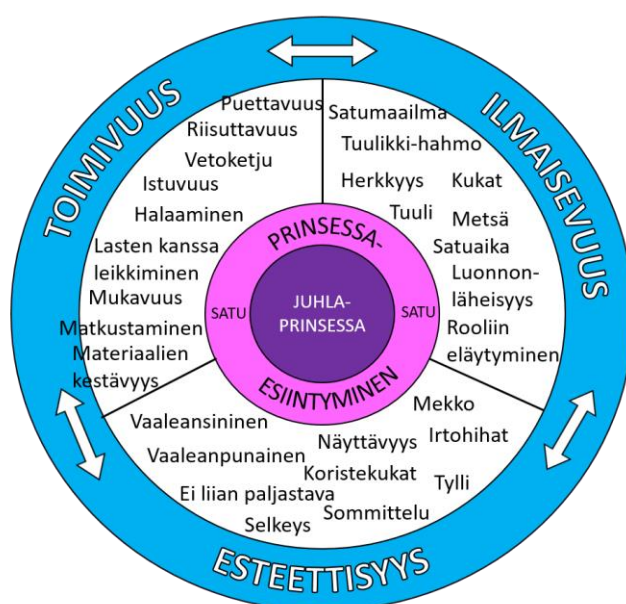 TOIMIVUUS
Puettavuus
Riisuttavuus
Vetoketju
Istuvuus
Halaaminen
Lasten kanssa
leikkiminen
Mukavuus
Matkustaminen
Materiaalien
kestävyys
ILMAISEVUUS
Satumaailma
Tuulikki-hahmo
Herkkyys
Kukat
Tuuli
Metsä
Satuaika
Luonnon-
läheisyys
Rooliin
eläytyminen
PRINSESSA-
SATU
JUHLA-
PRINSESSA
SATU
ESIINTYMINEN
Mekko
Vaaleansininen
Näyttävyys
Irtohihat
Vaaleanpunainen
Koristekukat
Tylli
Ei liian paljastava
Sommittelu
Selkeys
ESTEETTISYYS